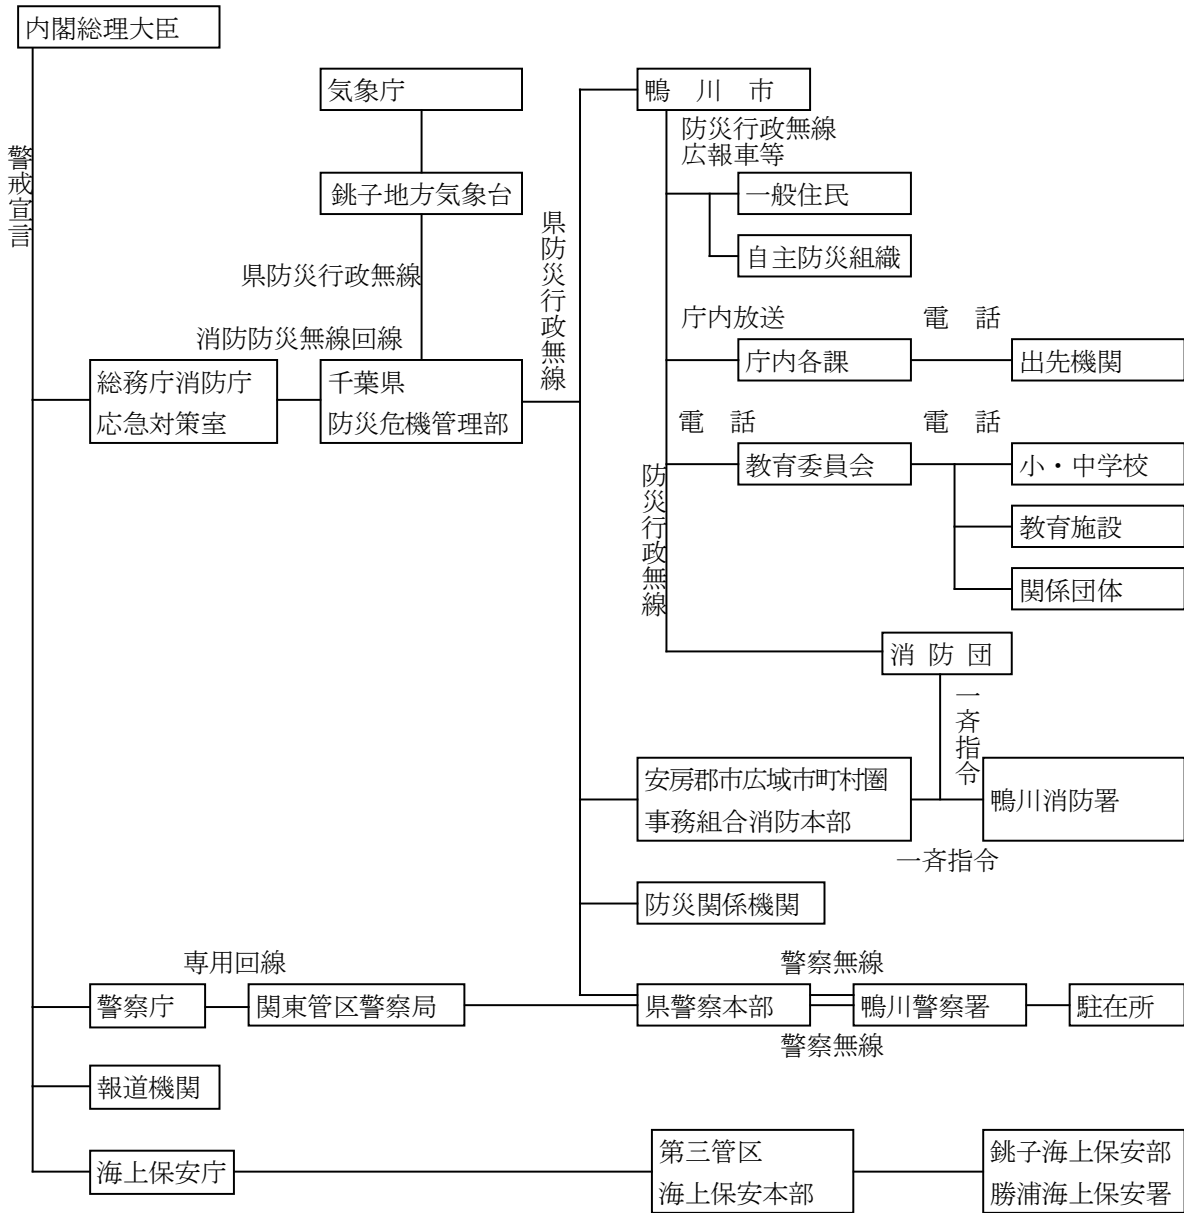 内閣総理大臣
警戒宣言
気象庁
銚子地方気象台
県防災行政無線
消防防災無線回線
総務庁消防庁
応急対策室
千葉県
防災危機管理部
県防災行政無線
鴨 川 市
防災行政無線
広報車等
一般住民
自主防災組織
庁内放送
電 話
庁内各課
出先機関
電 話
電 話
教育委員会
小・中学校
教育施設
関係団体
防災行政無線
消 防 団
一斉指令
安房郡市広域市町村圏
事務組合消防本部
鴨川消防署
一斉指令
防災関係機関
専用回線
警察無線
警察庁
関東管区警察局
県警察本部
鴨川警察署
駐在所
警察無線
報道機関
海上保安庁
第三管区
海上保安本部
銚子海上保安部
勝浦海上保安署